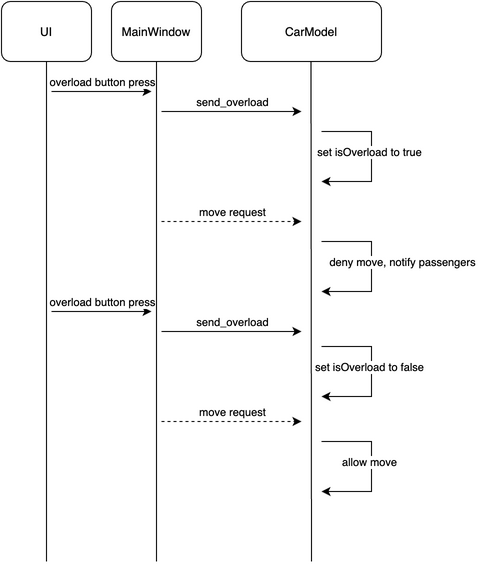 UI
MainWindow
CarModel
overload button press
send_overload
set isOverload to true
move request
deny move, notify passengers
overload button press
send_overload
set isOverload to false
move request
allow move